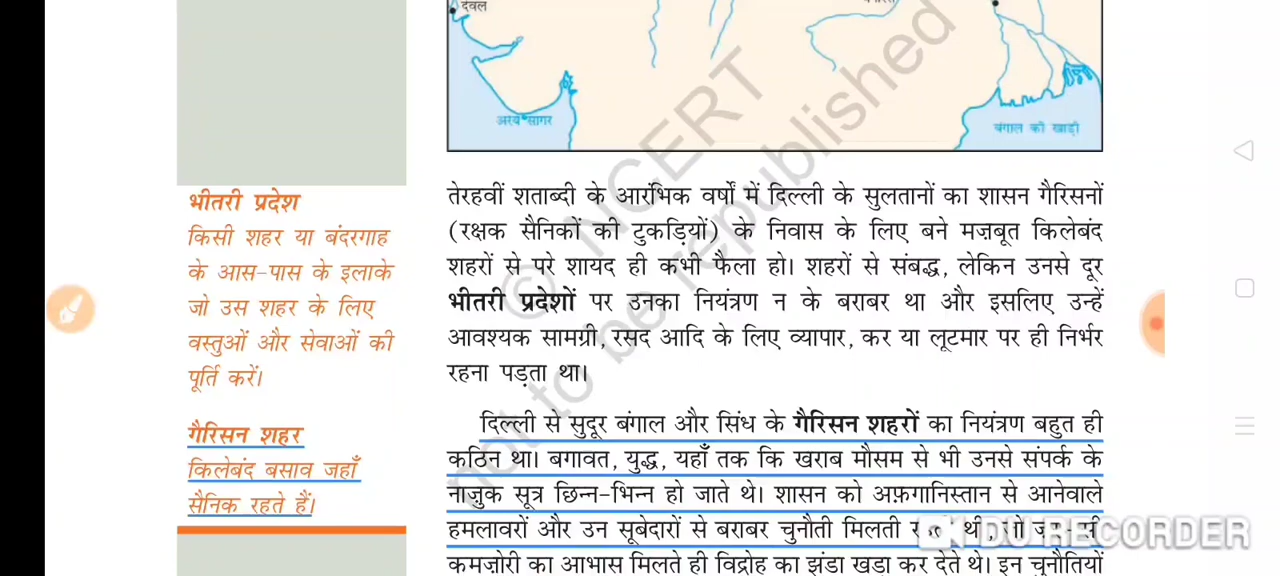 देवल
अरब सागर
बंगाल की खाड़ी
© NCERT
not to be republished
भीतरी प्रदेश
किसी शहर या बंदरगाह
के आस-पास के इलाके
जो उस शहर के लिए
वस्तुओं और सेवाओं की
पूर्ति करें।
गैरिसन शहर
किलेबंद बसाव जहाँ
सैनिक रहते हैं।
तेरहवीं शताब्दी के आरंभिक वर्षों में दिल्ली के सुलतानों का शासन गैरिसनों
(रक्षक सैनिकों की टुकड़ियों) के निवास के लिए बने मज़बूत किलेबंद
शहरों से परे शायद ही कभी फैला हो। शहरों से संबद्ध, लेकिन उनसे दूर
भीतरी प्रदेशों पर उनका नियंत्रण न के बराबर था और इसलिए उन्हें
आवश्यक सामग्री, रसद आदि के लिए व्यापार, कर या लूटमार पर ही निर्भर
रहना पड़ता था।
दिल्ली से सुदूर बंगाल और सिंध के गैरिसन शहरों का नियंत्रण बहुत ही
कठिन था। बगावत, युद्ध, यहाँ तक कि खराब मौसम से भी उनसे संपर्क के
नाज़ुक सूत्र छिन्न-भिन्न हो जाते थे। शासन को अफ़गानिस्तान से आनेवाले
हमलावरों और उन सूबेदारों से बराबर चुनौती मिलती थी,
कमज़ोरी का आभास मिलते ही विद्रोह का झंडा खड़ा कर देते थे। इन चुनौतियों
DU RECORDER